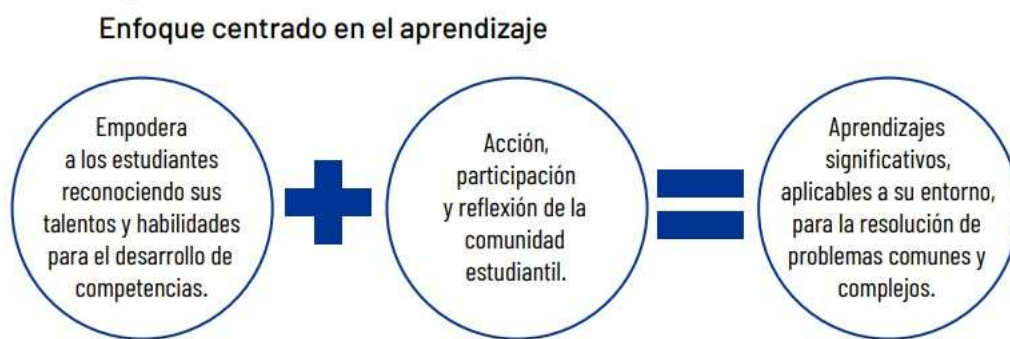 Enfoque centrado en el aprendizaje
Empodera
a los estudiantes
reconociendo sus
talentos y habilidades
para el desarrollo de
competencias.
Acción,
participación
y reflexión de la
comunidad
estudiantil.
Aprendizajes
significativos,
aplicables a su entorno,
para la resolución de
problemas comunes y
complejos.